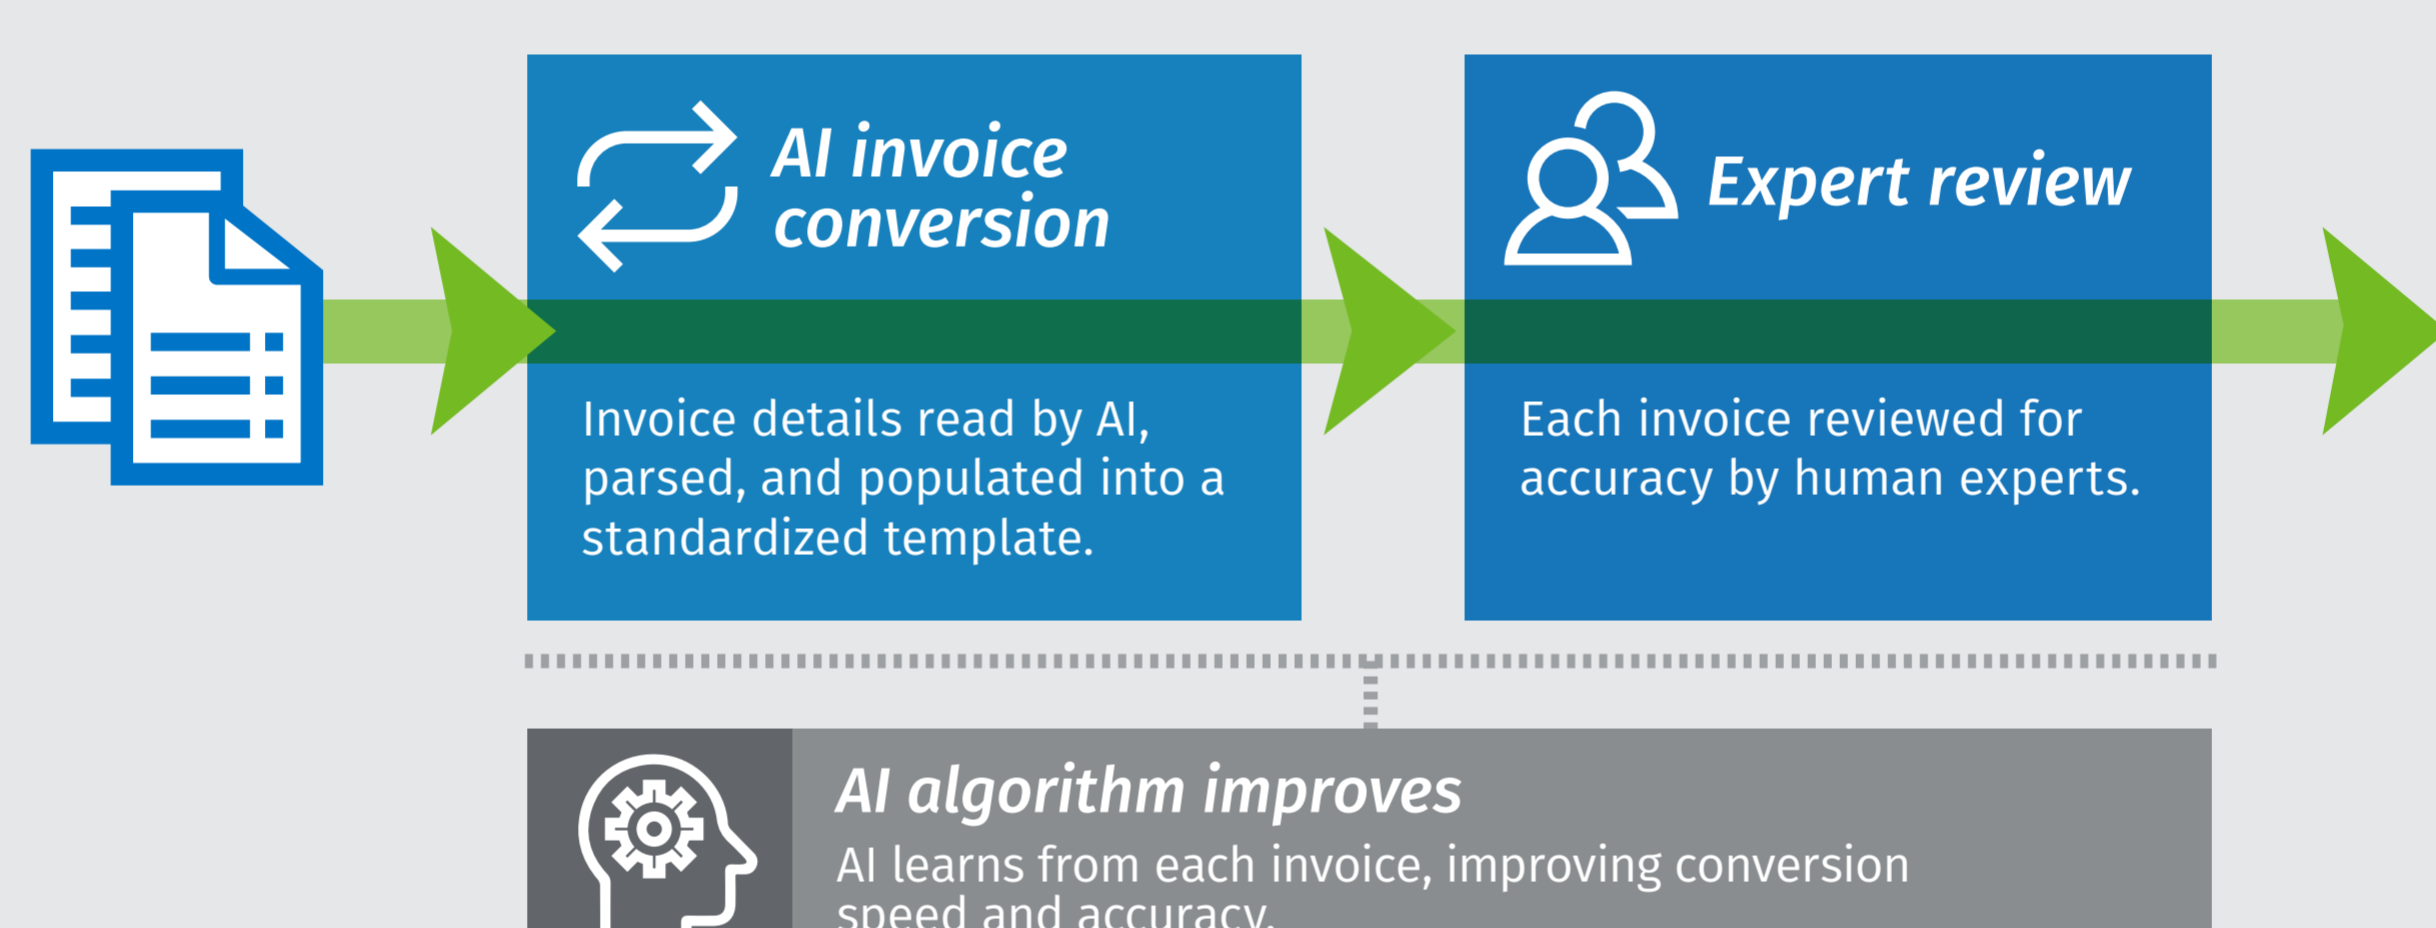 AI invoice
conversion
Invoice details read by AI,
parsed, and populated into a
standardized template.
Expert review
Each invoice reviewed for
accuracy by human experts.
AI algorithm improves
AI learns from each invoice, improving conversion
speed and accuracy.